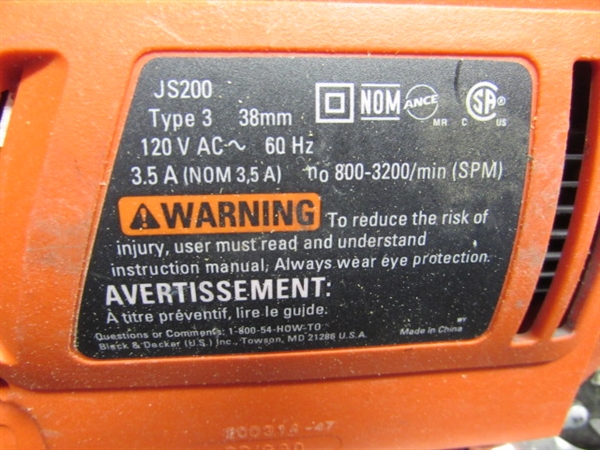 JS200
Type 3 38mm
NOM ANCE SA
MR C US
120 V AC~ 60 Hz
3.5 A (NOM 3,5 A) no 800-3200/min (SPM)
WARNING To reduce the risk of
injury, user must read and understand
instruction manual. Always wear eye protection.
AVERTISSEMENT:
À titre préventif, lire le guide.
Questions or Comments: 1-800-54-HOW-TO
Black & Decker (U.S.) Inc., Towson, MD 21286 U.S.A.
MY
Made in China